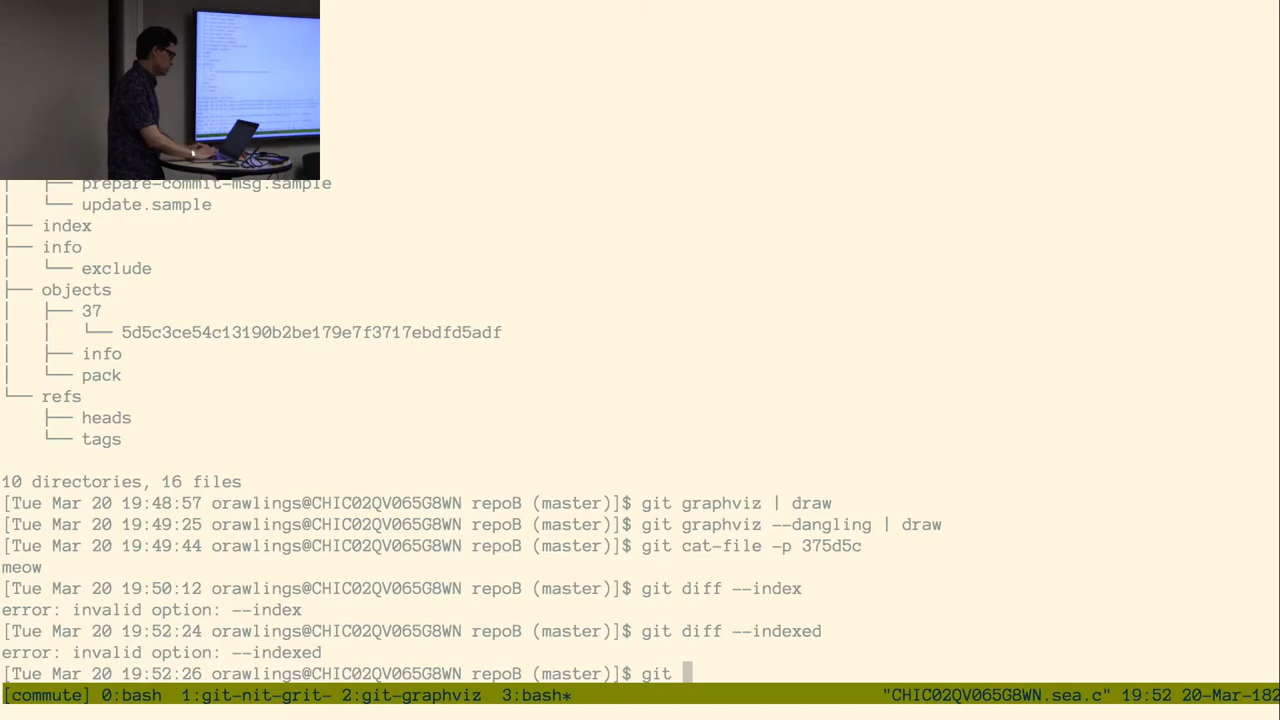 │   ├── prepare-commit-msg.sample
│   └── update.sample
├── index
├── info
│   └── exclude
├── objects
│   ├── 37
│   │   └── 5d5c3ce54c13190b2be179e7f3717ebdfd5adf
│   ├── info
│   └── pack
└── refs
    ├── heads
    └── tags
10 directories, 16 files
[Tue Mar 20 19:48:57 orawlings@CHIC02QV065G8WN repoB (master)]$ git graphviz | draw
[Tue Mar 20 19:49:25 orawlings@CHIC02QV065G8WN repoB (master)]$ git graphviz --dangling | draw
[Tue Mar 20 19:49:44 orawlings@CHIC02QV065G8WN repoB (master)]$ git cat-file -p 375d5c
meow
[Tue Mar 20 19:50:12 orawlings@CHIC02QV065G8WN repoB (master)]$ git diff --index
error: invalid option: --index
[Tue Mar 20 19:52:24 orawlings@CHIC02QV065G8WN repoB (master)]$ git diff --indexed
error: invalid option: --indexed
[Tue Mar 20 19:52:26 orawlings@CHIC02QV065G8WN repoB (master)]$ git
[commute] 0:bash  1:git-nit-grit- 2:git-graphviz  3:bash* "CHIC02QV065G8WN.sea.c" 19:52 20-Mar-182